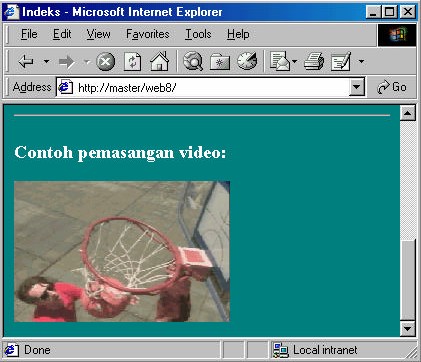 Indeks - Microsoft Internet Explorer
File Edit View Favorites Tools Help
Address http://master/web8/ Go
Contoh pemasangan video:
Done Local intranet